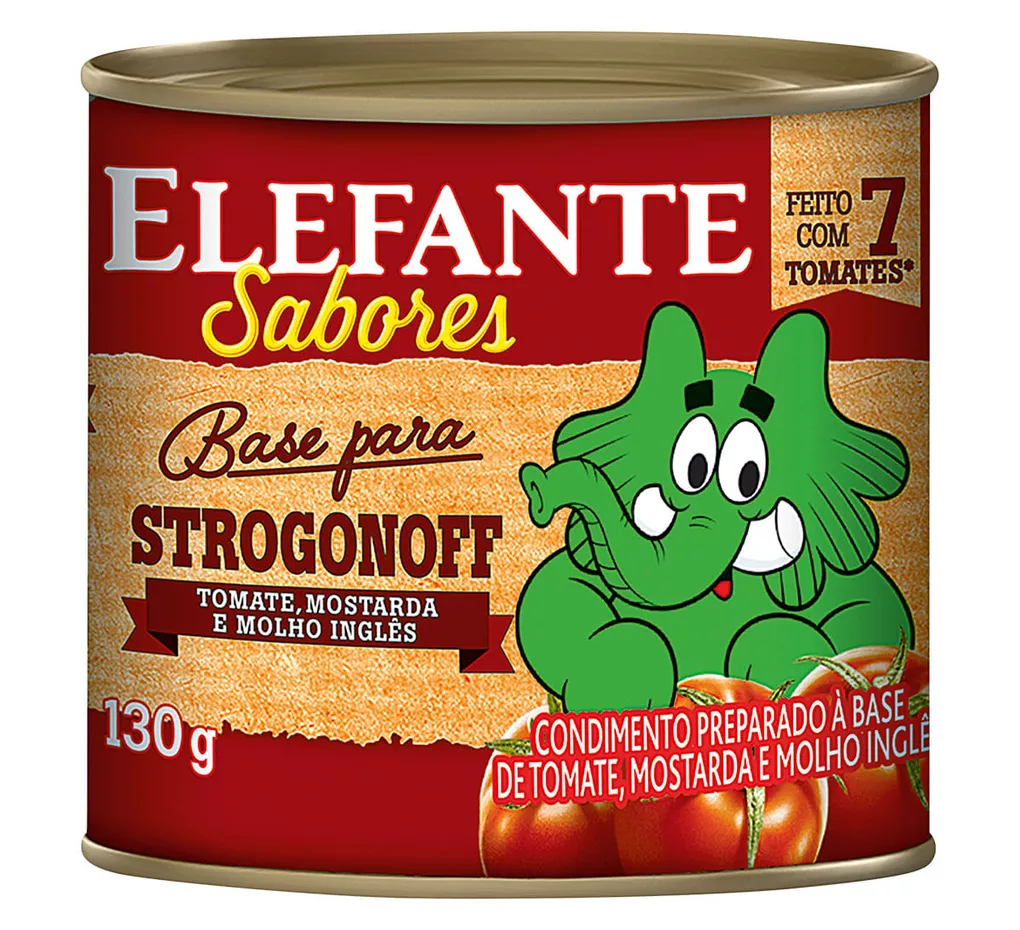 ELEFANTE
Sabores
FEITO
COM 7
TOMATES*
Base para
STROGONOFF
TOMATE, MOSTARDA
E MOLHO INGLÊS
130g
CONDIMENTO PREPARADO À BASE
DE TOMATE, MOSTARDA E MOLHO INGLÊ